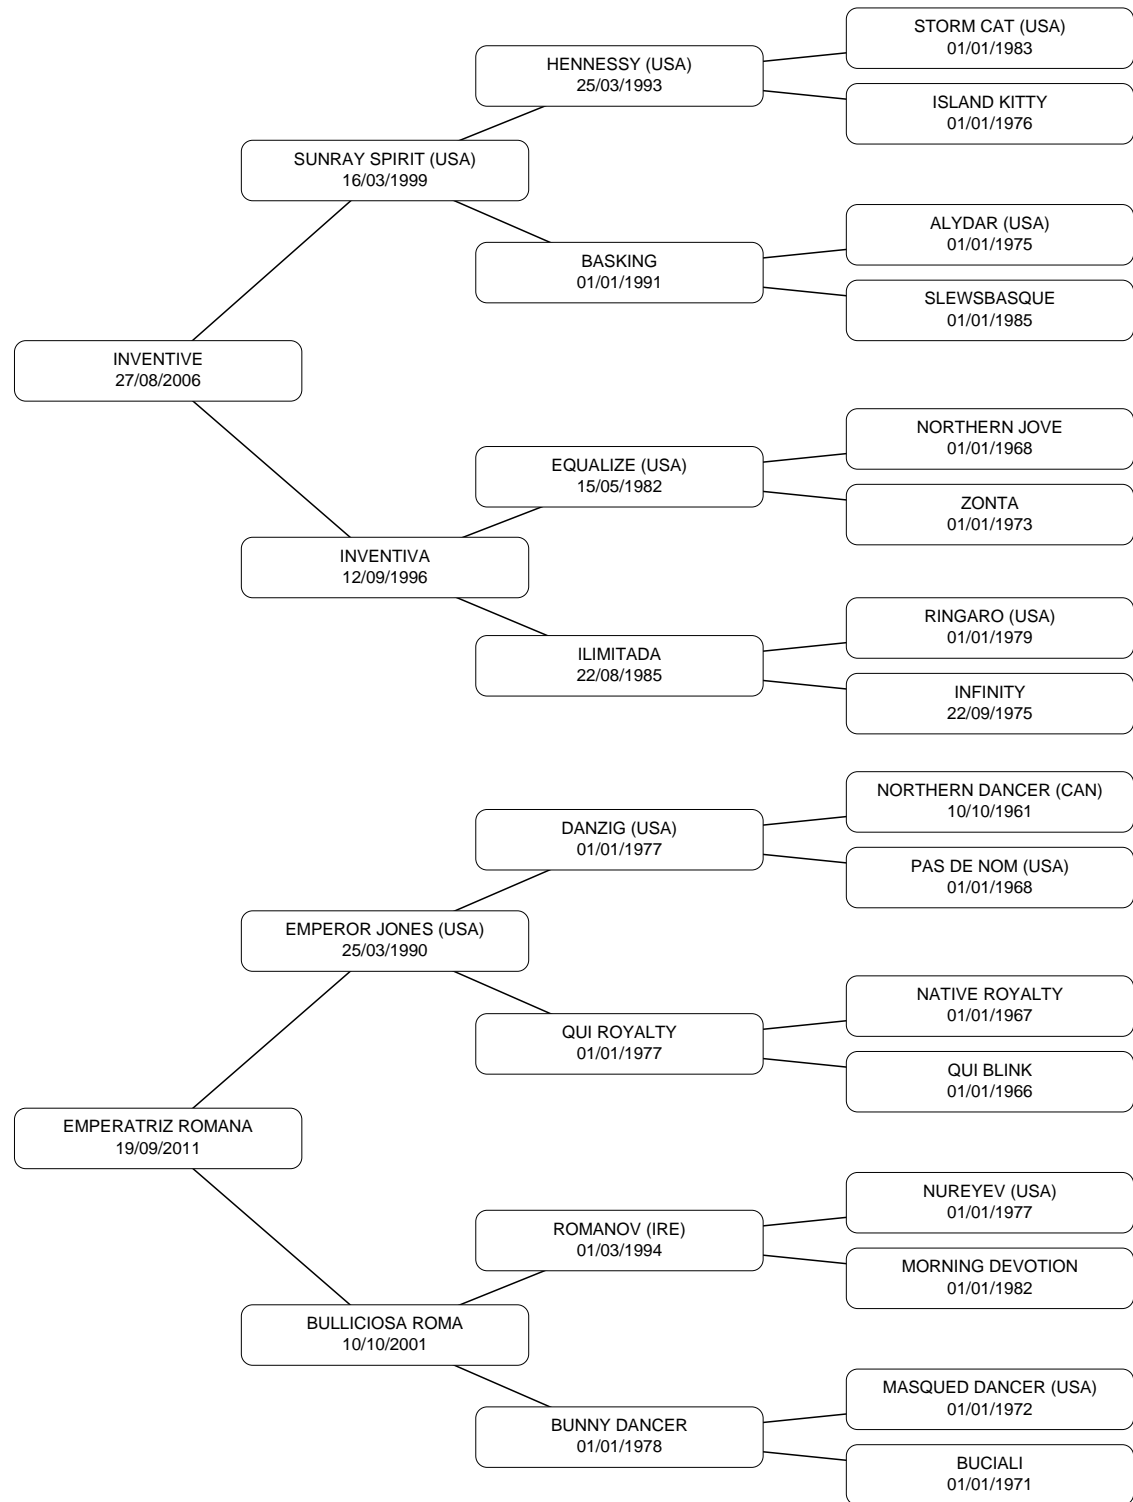 STORM CAT (USA)
01/01/1983
HENNESSY (USA)
25/03/1993
ISLAND KITTY
01/01/1976
SUNRAY SPIRIT (USA)
16/03/1999
ALYDAR (USA)
01/01/1975
BASKING
01/01/1991
SLEWSBASQUE
01/01/1985
INVENTIVE
27/08/2006
NORTHERN JOVE
01/01/1968
EQUALIZE (USA)
15/05/1982
ZONTA
01/01/1973
INVENTIVA
12/09/1996
RINGARO (USA)
01/01/1979
ILIMITADA
22/08/1985
INFINITY
22/09/1975
NORTHERN DANCER (CAN)
10/10/1961
DANZIG (USA)
01/01/1977
PAS DE NOM (USA)
01/01/1968
EMPEROR JONES (USA)
25/03/1990
NATIVE ROYALTY
01/01/1967
QUI ROYALTY
01/01/1977
QUI BLINK
01/01/1966
EMPERATRIZ ROMANA
19/09/2011
NUREYEV (USA)
01/01/1977
ROMANOV (IRE)
01/03/1994
MORNING DEVOTION
01/01/1982
BULLICIOSA ROMA
10/10/2001
MASQUED DANCER (USA)
01/01/1972
BUNNY DANCER
01/01/1978
BUCIALI
01/01/1971